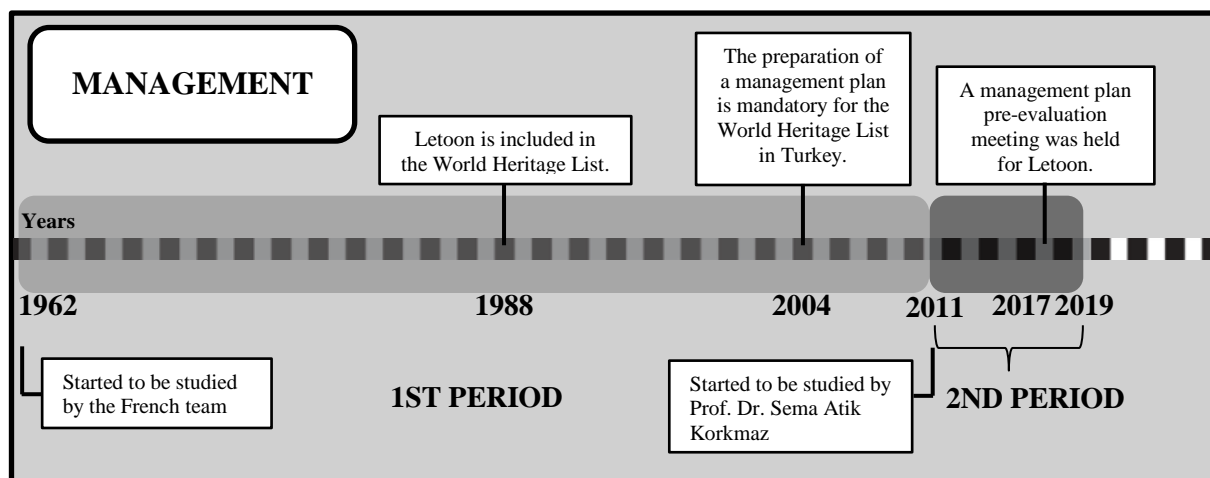 MANAGEMENT
Letoon is included in
the World Heritage List.
The preparation of
a management plan
is mandatory for the
World Heritage List
in Turkey.
A management plan
pre-evaluation
meeting was held
for Letoon.
Years
1962
1988
2004
2011
2017
2019
Started to be studied
by the French team
1ST PERIOD
Started to be studied by
Prof. Dr. Sema Atik
Korkmaz
2ND PERIOD